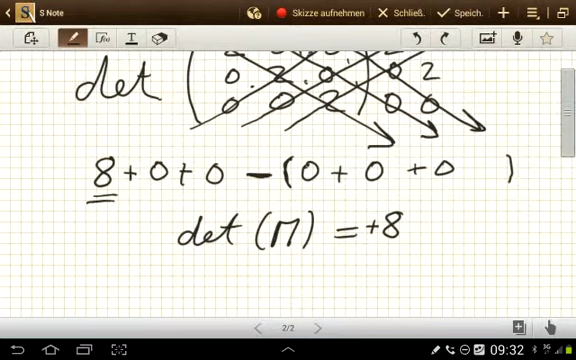 S Note
Skizze aufnehmen
Schließ.
Speich.
T
det
0 2 0 0 2
0 0 2 0 0
8 + 0 + 0 - ( 0 + 0 + 0 )
det (M) = +8
2/2
3G
09:32